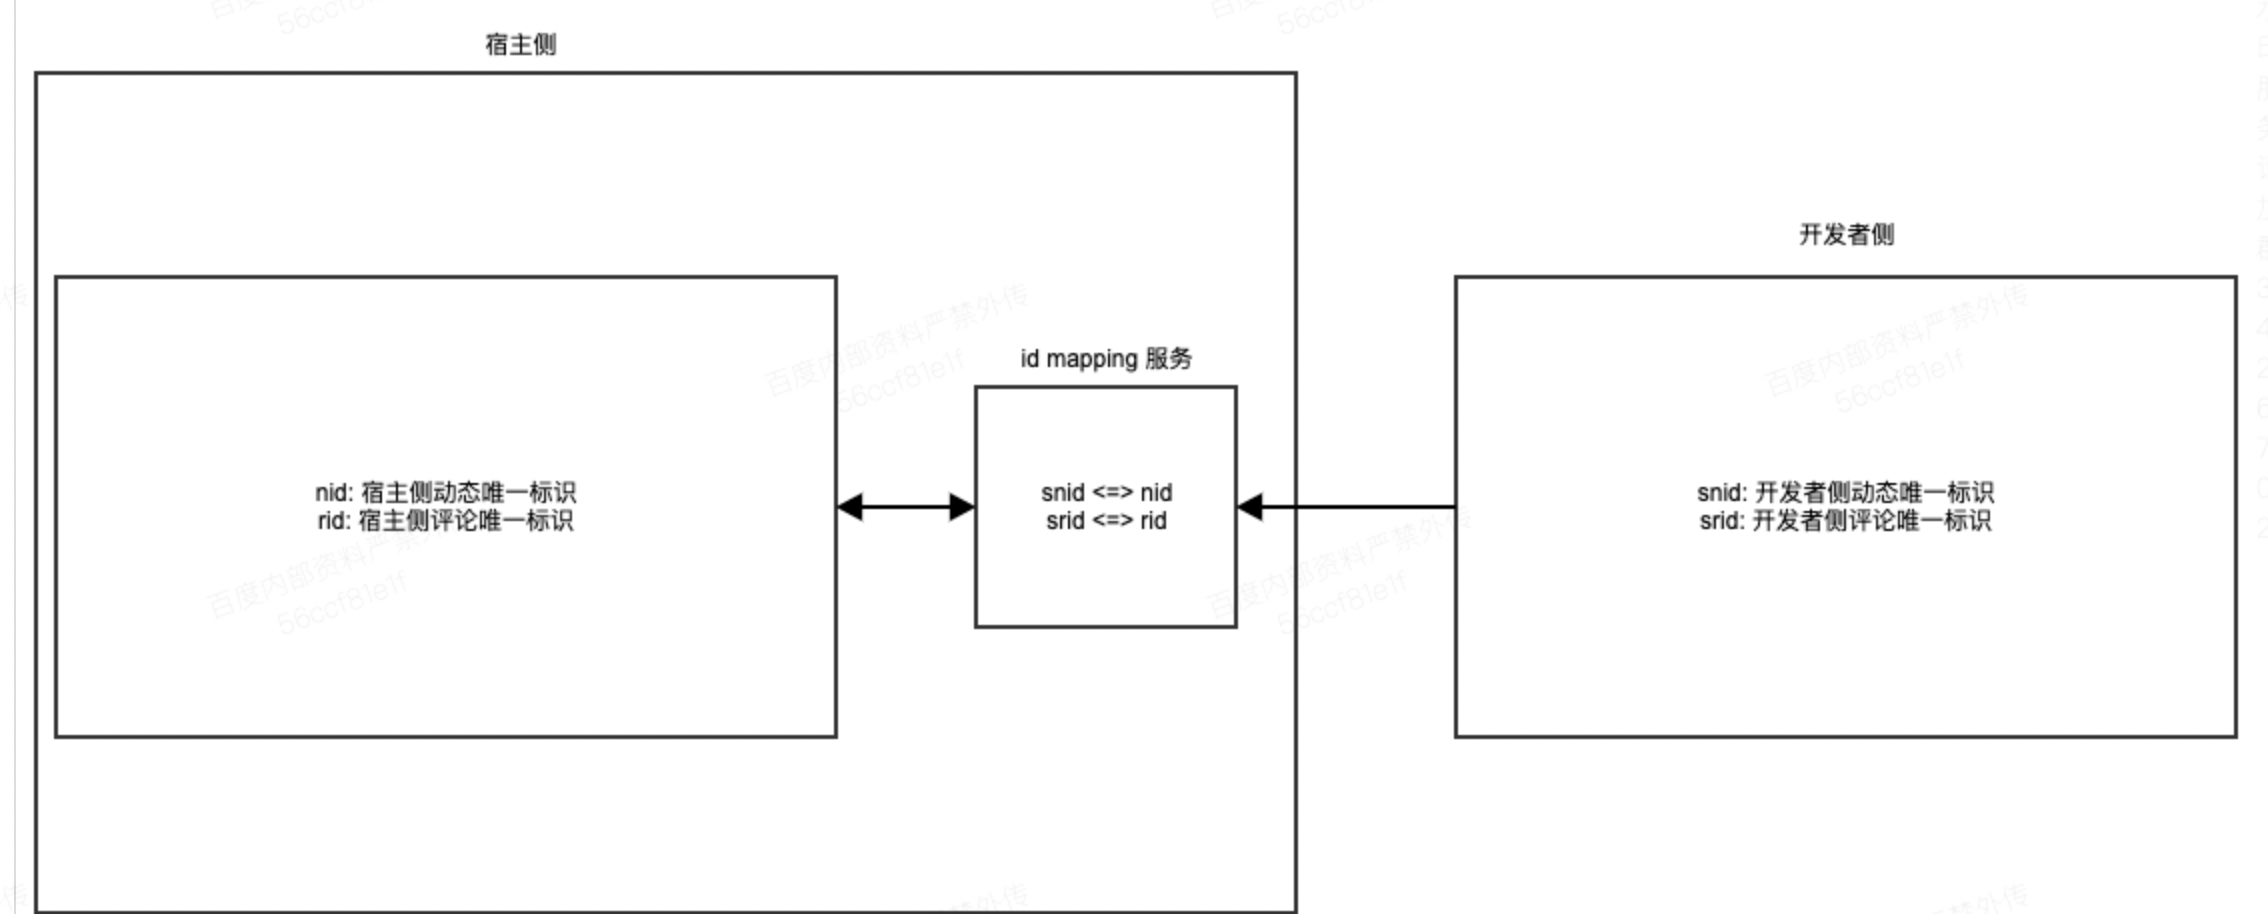 宿主侧
开发者侧
id mapping 服务
nid: 宿主侧动态唯一标识
rid: 宿主侧评论唯一标识
snid <=> nid
srid <=> rid
snid: 开发者侧动态唯一标识
srid: 开发者侧评论唯一标识
百度内部资料严禁外传
56ccf81e1f
百度内部资料严禁外传
56ccf81e1f
百度内部资料严禁外传
56ccf81e1f
百度内部资料严禁外传
56ccf81e1f